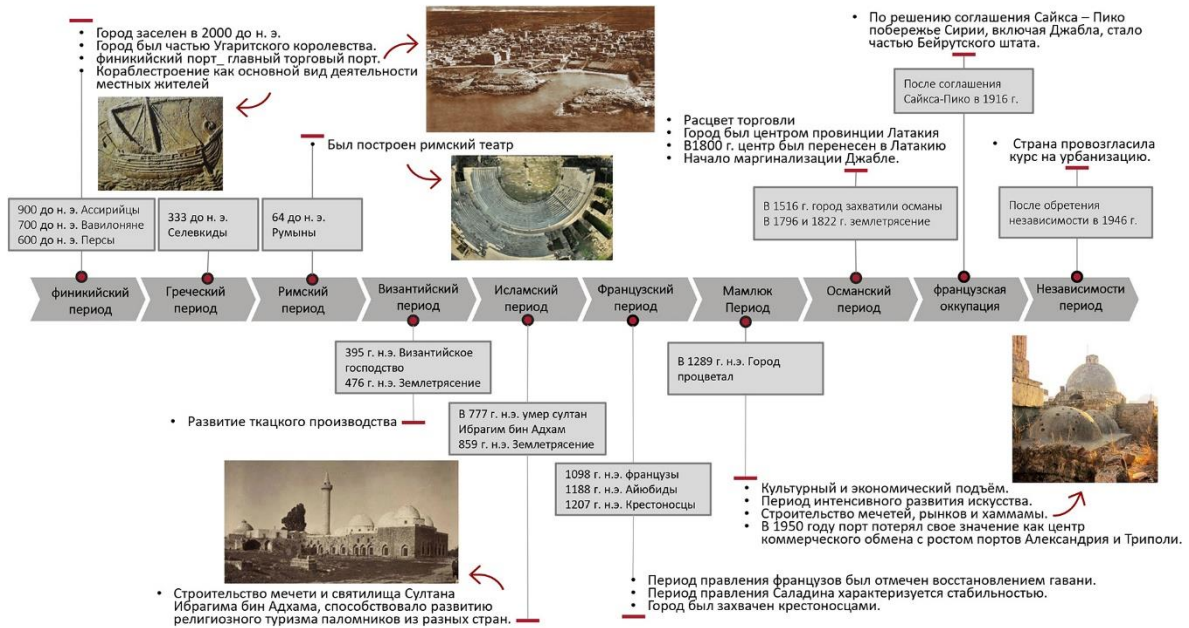 • Город заселен в 2000 до н. э.
• Город был частью Угаритского королевства.
• финикийский порт_ главный торговый порт.
• Кораблестроение как основной вид деятельности
местных жителей
• Был построен римский театр
• Расцвет торговли
• Город был центром провинции Латакия
• В1800 г. центр был перенесен в Латакию
• Начало маргинализации Джабле.
• По решению соглашения Сайкса – Пико
побережье Сирии, включая Джабла, стало
частью Бейрутского штата.
• Страна провозгласила
курс на урбанизацию.
900 до н. э. Ассирийцы
700 до н. э. Вавилоняне
600 до н. э. Персы
333 до н. э.
Селевкиды
64 до н. э.
Румыны
В 1516 г. город захватили османы
В 1796 и 1822 г. землетрясение
После соглашения
Сайкса-Пико в 1916 г.
После обретения
независимости в 1946 г.
финикийский
период
Греческий
период
Римский
период
Византийский
период
Исламский
период
Французский
период
Мамлюк
Период
Османский
период
французская
оккупация
Независимости
период
395 г. н.э. Византийское
господство
476 г. н.э. Землетрясение
• Развитие ткацкого производства
В 777 г. н.э. умер султан
Ибрагим бин Адхам
859 г. н.э. Землетрясение
1098 г. н.э. французы
1188 г. н.э. Айюбиды
1207 г. н.э. Крестоносцы
В 1289 г. н.э. Город
процветал
• Строительство мечети и святилища Султана
Ибрагима бин Адхама, способствовало развитию
религиозного туризма паломников из разных стран.
• Период правления французов был отмечен восстановлением гавани.
• Период правления Саладина характеризуется стабильностью.
• Город был захвачен крестоносцами.
• Культурный и экономический подъём.
• Период интенсивного развития искусства.
• Строительство мечетей, рынков и хаммамы.
• В 1950 году порт потерял свое значение как центр
коммерческого обмена с ростом портов Александрия и Триполи.